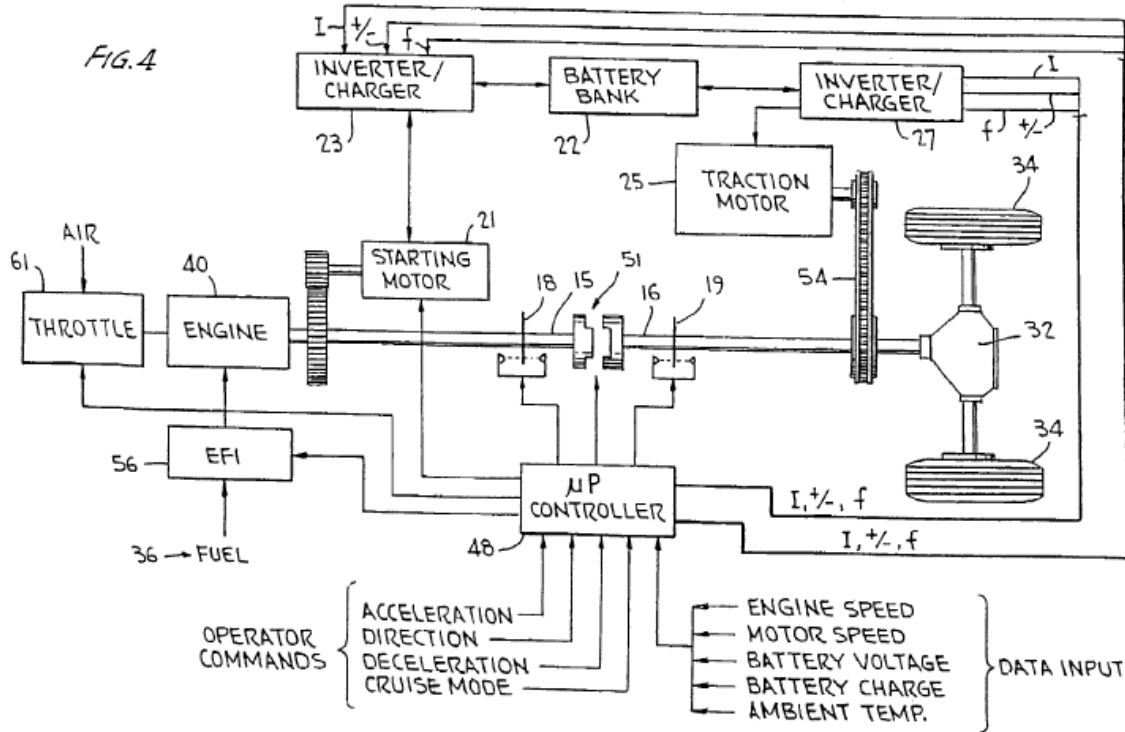 FIG. 4
I +/- f
INVERTER/
CHARGER
23
BATTERY
BANK
22
INVERTER/
CHARGER
27
I
+/-
f
25
TRACTION
MOTOR
34
AIR
61
THROTTLE
40
ENGINE
21
STARTING
MOTOR
18
15
51
16
19
54
32
56
EFI
36 → FUEL
μP
CONTROLLER
48
34
I, +/-, f
I, +/-, f
OPERATOR
COMMANDS
ACCELERATION
DIRECTION
DECELERATION
CRUISE MODE
ENGINE SPEED
MOTOR SPEED
BATTERY VOLTAGE
BATTERY CHARGE
AMBIENT TEMP.
DATA INPUT